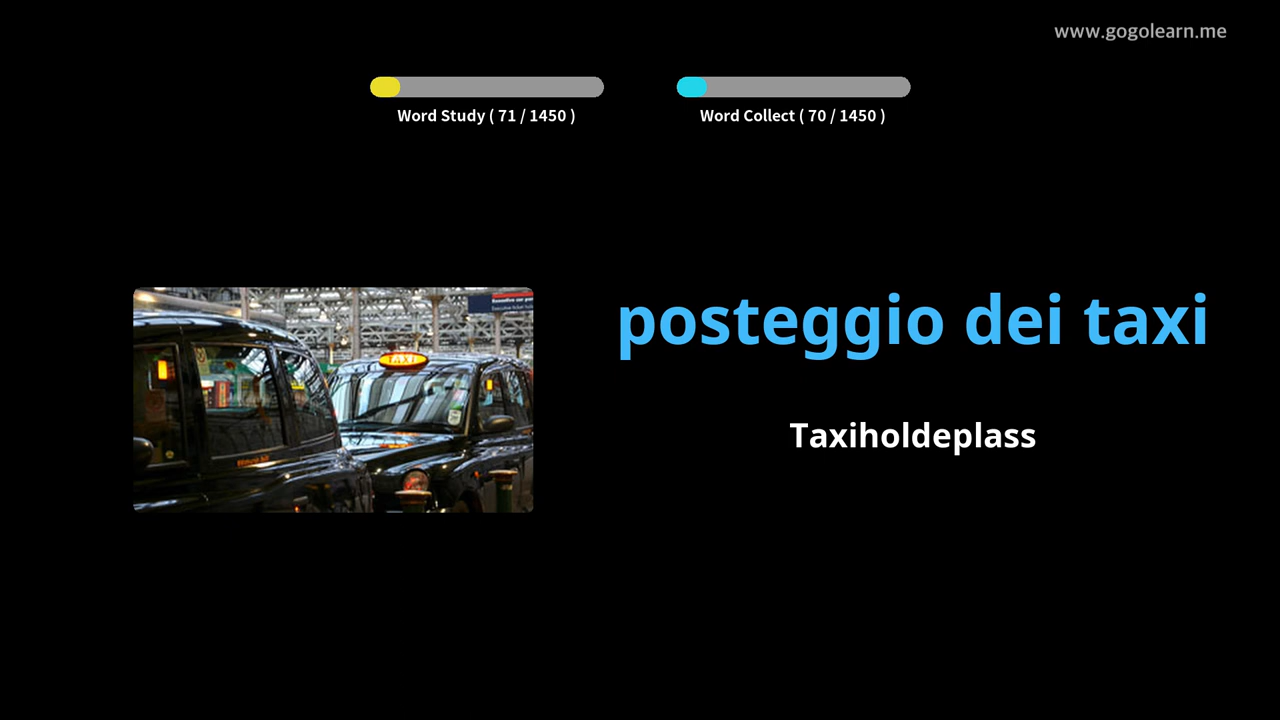 www.gogolearn.me
Word Study ( 71 / 1450 )
Word Collect ( 70 / 1450 )
posteggio dei taxi
Taxiholdeplass
TAXI